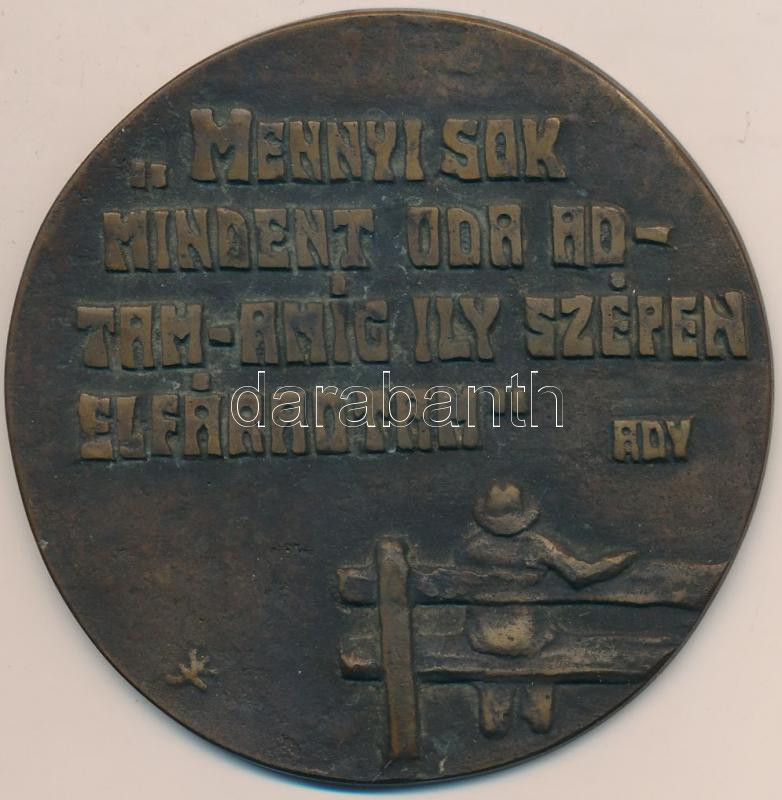 „MENNYI SOK
MINDENT ODA AD-
TAM-AMÍG ILY SZÉPEN
ELFÁRADTAM"
ADY
darabanth